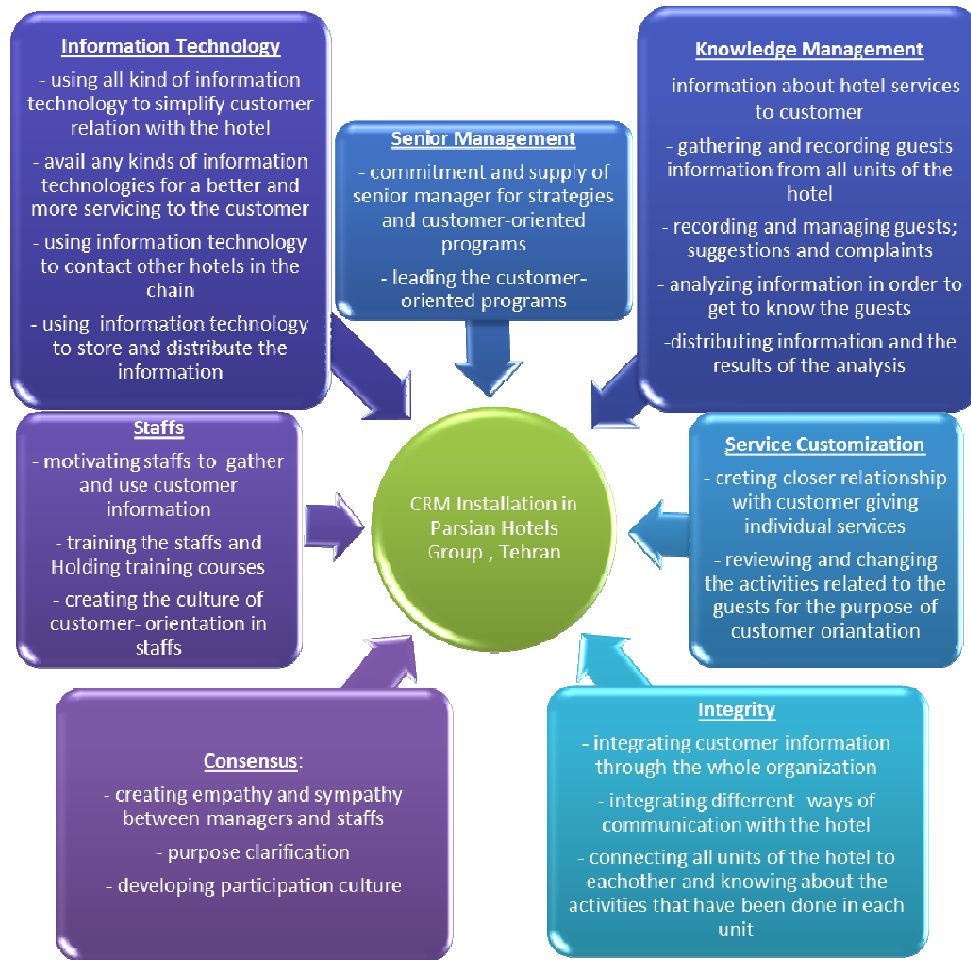 Information Technology
- using all kind of information
technology to simplify customer
relation with the hotel
- avail any kinds of information
technologies for a better and
more servicing to the customer
- using information technology
to contact other hotels in the
chain
- using information technology
to store and distribute the
information
Senior Management
- commitment and supply of
senior manager for strategies
and customer-oriented
programs
- leading the customer-
oriented programs
Knowledge Management
information about hotel services
to customer
- gathering and recording guests
information from all units of the
hotel
- recording and managing guests;
suggestions and complaints
- analyzing information in order to
get to know the guests
-distributing information and the
results of the analysis
Staffs
- motivating staffs to gather
and use customer
information
- training the staffs and
Holding training courses
- creating the culture of
customer- orientation in
staffs
CRM Installation in
Parsian Hotels
Group , Tehran
Service Customization
- creting closer relationship
with customer giving
individual services
- reviewing and changing
the activities related to the
guests for the purpose of
customer oriantation
Consensus:
- creating empathy and sympathy
between managers and staffs
- purpose clarification
- developing participation culture
Integrity
- integrating customer information
through the whole organization
- integrating different ways of
communication with the hotel
- connecting all units of the hotel to
eachother and knowing about the
activities that have been done in each
unit